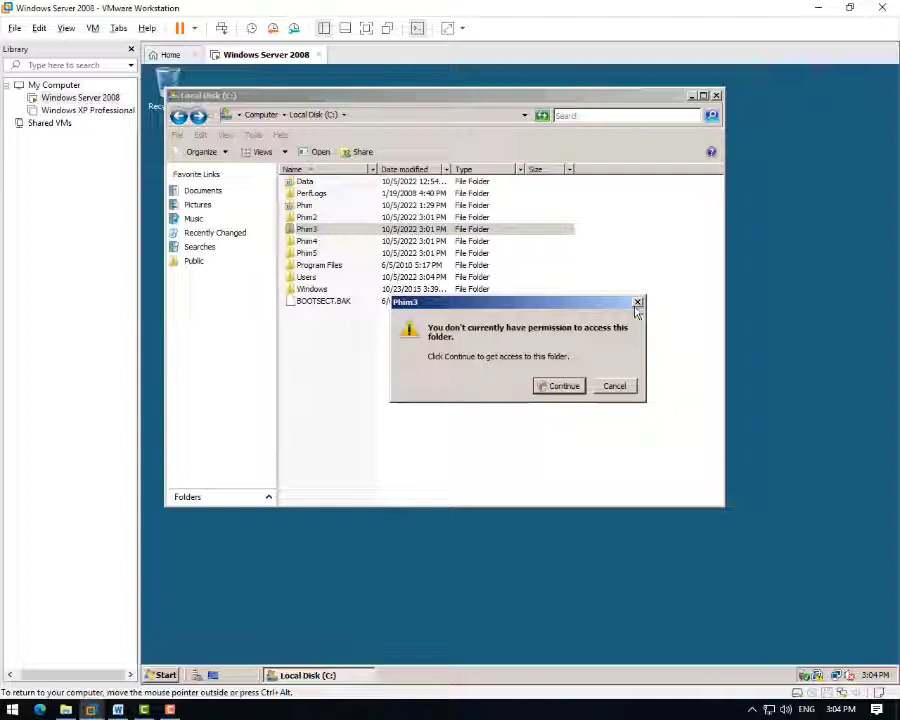 Windows Server 2008 - VMware Workstation
File Edit View VM Tabs Help
Library
Type here to search
My Computer
Windows Server 2008
Windows XP Professional
Shared VMs
Home
Windows Server 2008
Local Disk (C:)
Computer Local Disk (C:)
Search
File Edit View Tools Help
Organize Views Open Share
Favorite Links
Documents
Pictures
Music
Recently Changed
Searches
Public
Folders
Name Date modified Type Size
Data 10/5/2022 12:54... File Folder
PerfLogs 1/19/2008 4:40 PM File Folder
Phim 10/5/2022 1:29 PM File Folder
Phim2 10/5/2022 3:01 PM File Folder
Phim3 10/5/2022 3:01 PM File Folder
Phim4 10/5/2022 3:01 PM File Folder
Phim5 10/5/2022 3:01 PM File Folder
Program Files 6/5/2010 5:17 PM File Folder
Users 10/5/2022 3:04 PM File Folder
Windows 10/23/2015 3:39... File Folder
BOOTSECT.BAK 6/
Phim3
You don't currently have permission to access this
folder.
Click Continue to get access to this folder.
Continue Cancel
Start
Local Disk (C:)
3:04 PM
To return to your computer, move the mouse pointer outside or press Ctrl+Alt.
ENG 3:04 PM